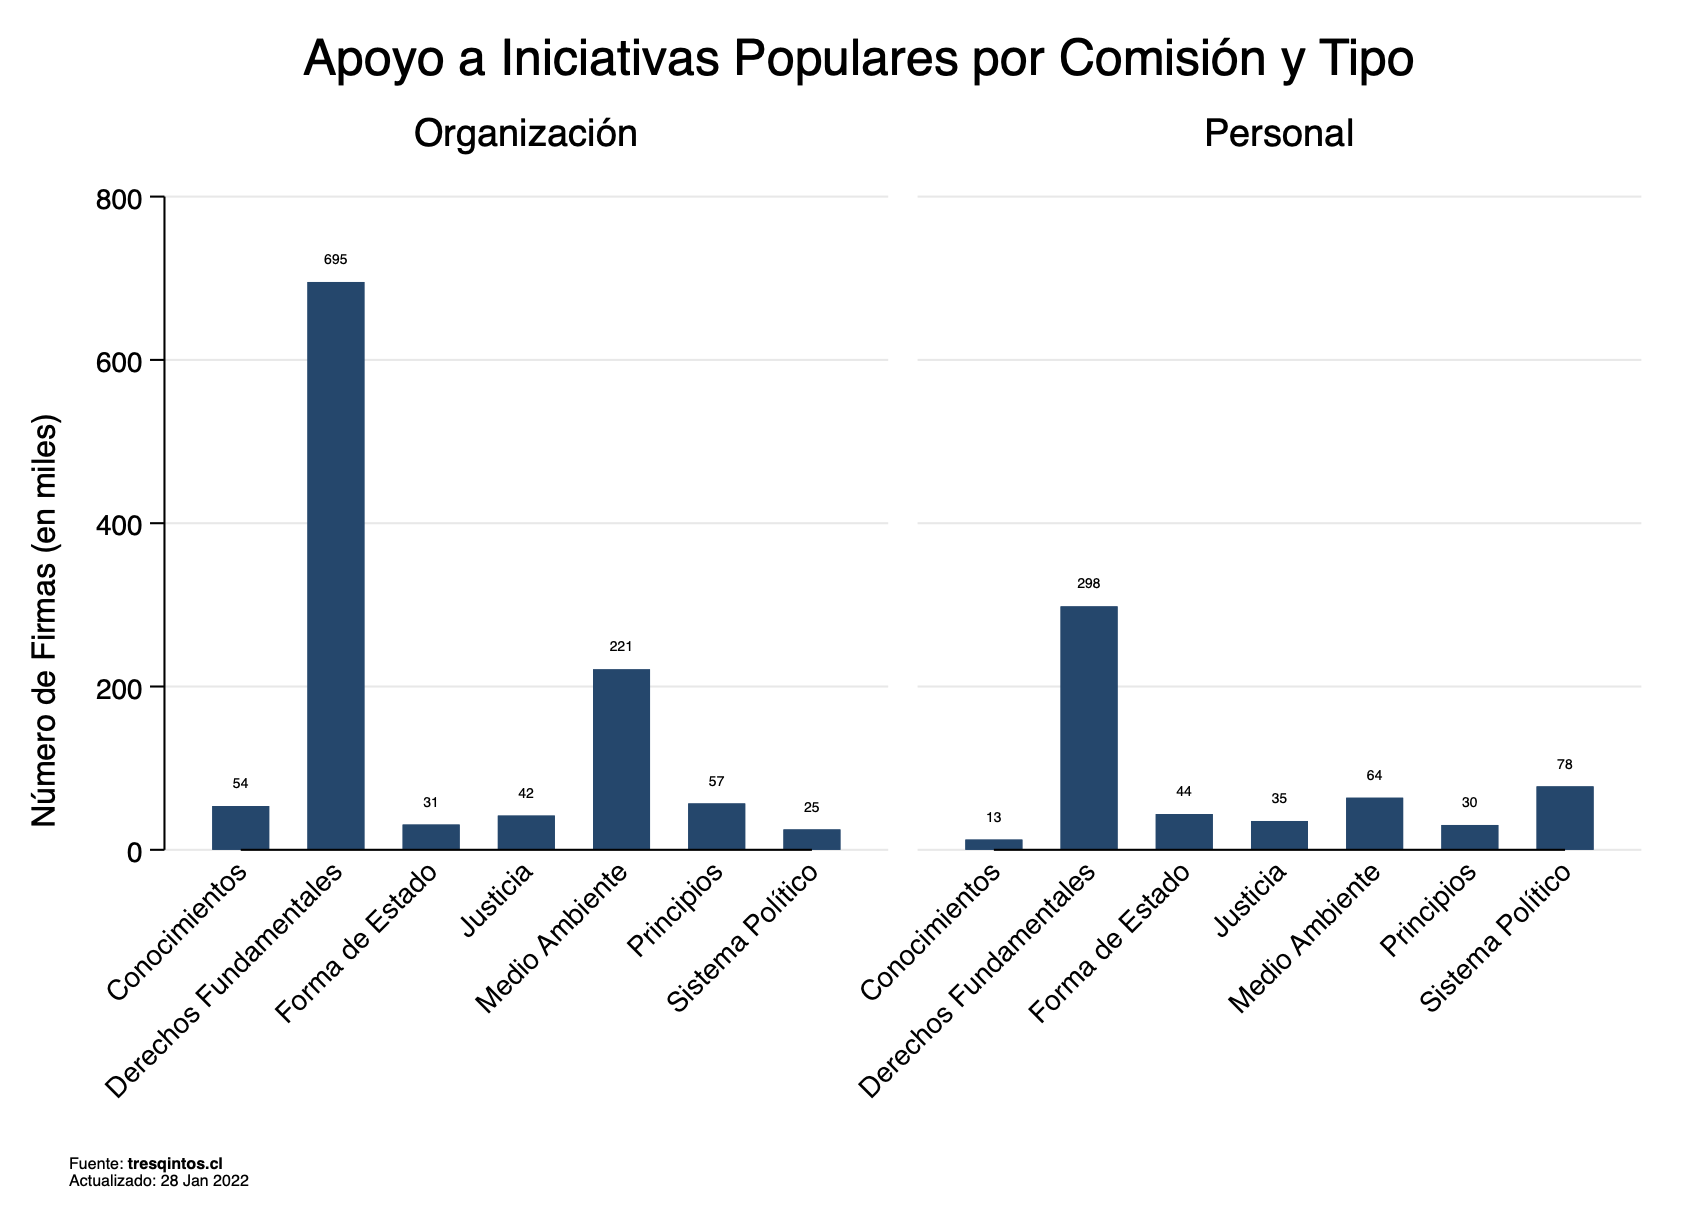 Apoyo a Iniciativas Populares por Comisión y Tipo
Organización
Personal
Número de Firmas (en miles)
800
600
400
200
0
54
695
31
42
221
57
25
13
298
44
35
64
30
78
Conocimientos
Derechos Fundamentales
Forma de Estado
Justicia
Medio Ambiente
Principios
Sistema Político
Conocimientos
Derechos Fundamentales
Forma de Estado
Justicia
Medio Ambiente
Principios
Sistema Político
Fuente: tresqintos.cl
Actualizado: 28 Jan 2022